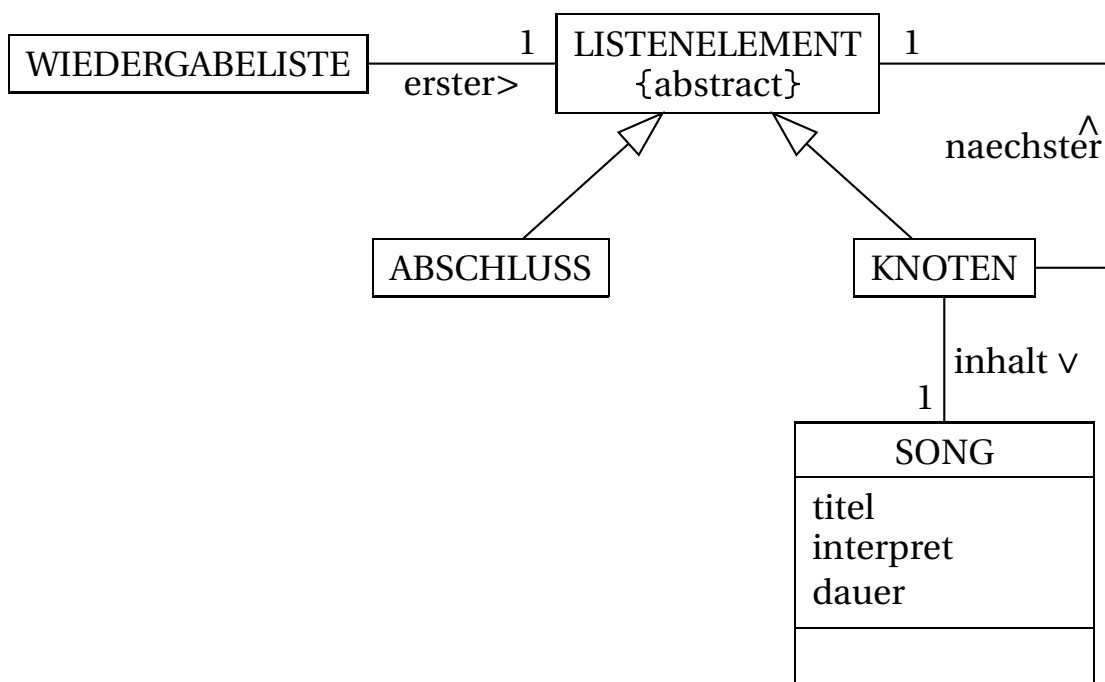 WIEDERGABELISTE
erster>
1
LISTENELEMENT
{abstract}
1
naechster
^
ABSCHLUSS
KNOTEN
inhalt v
1
SONG
titel
interpret
dauer